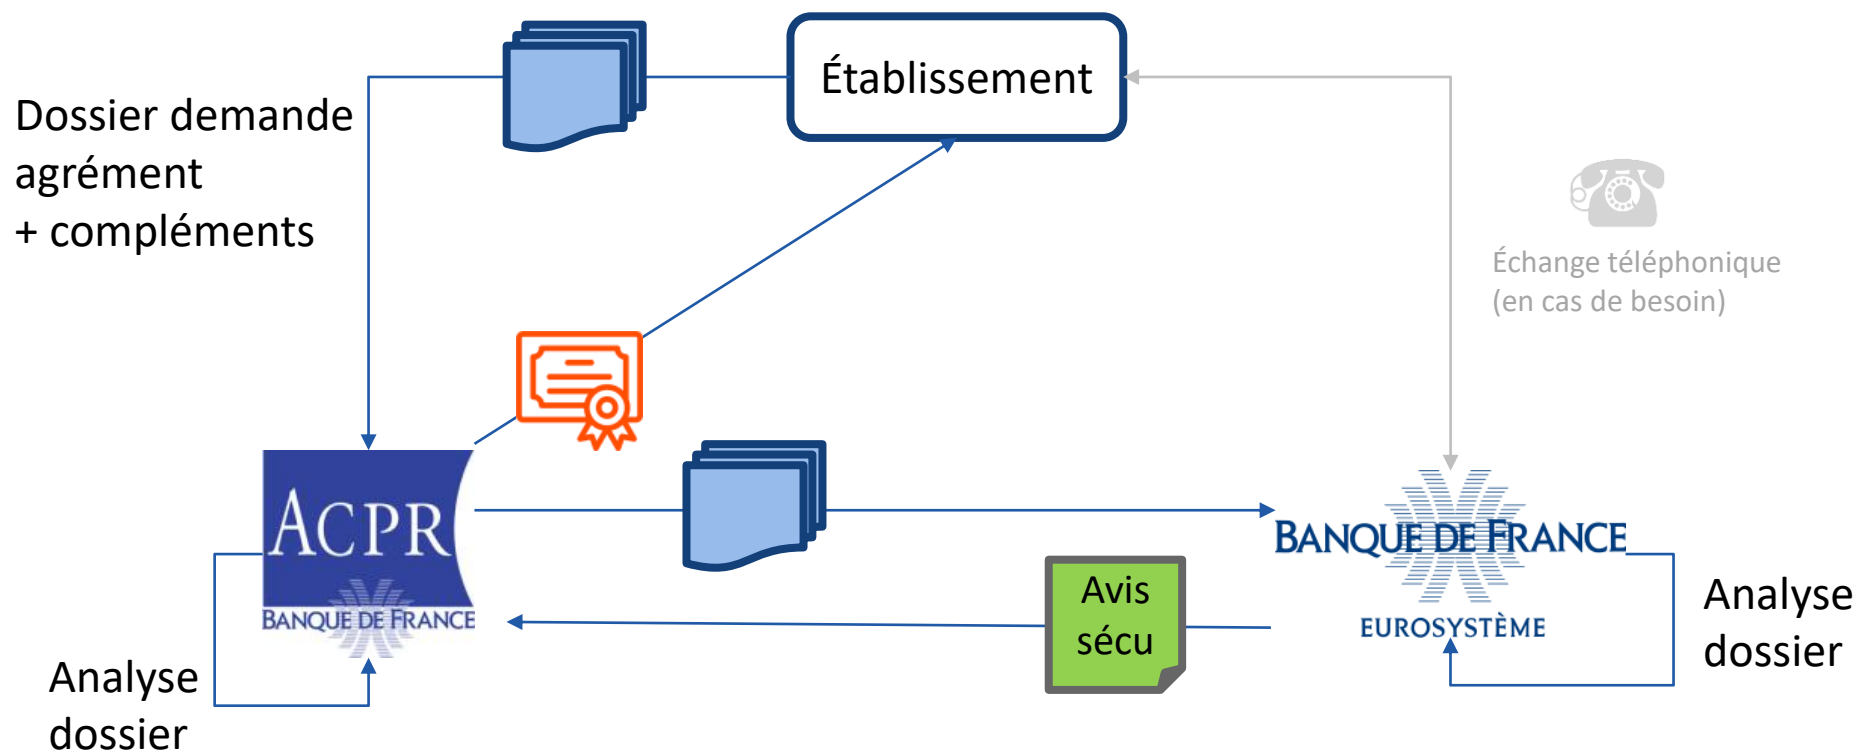 Établissement
Dossier demande
agrément
+ compléments
Échange téléphonique
(en cas de besoin)
ACPR
BANQUE DE FRANCE
BANQUE DE FRANCE
EUROSYSTÈME
Avis
sécu
Analyse
dossier
Analyse
dossier